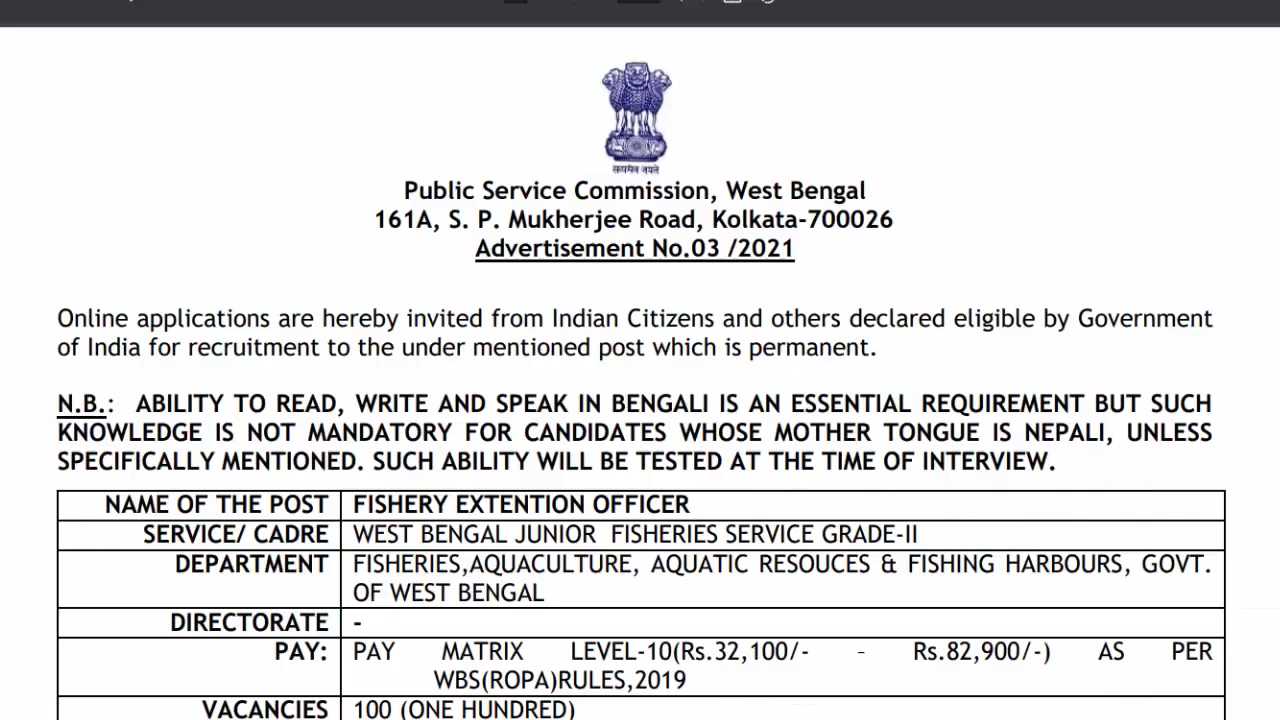 सत्यमेव जयते
Public Service Commission, West Bengal
161A, S. P. Mukherjee Road, Kolkata-700026
Advertisement No.03 /2021
Online applications are hereby invited from Indian Citizens and others declared eligible by Government
of India for recruitment to the under mentioned post which is permanent.
N.B.: ABILITY TO READ, WRITE AND SPEAK IN BENGALI IS AN ESSENTIAL REQUIREMENT BUT SUCH
KNOWLEDGE IS NOT MANDATORY FOR CANDIDATES WHOSE MOTHER TONGUE IS NEPALI, UNLESS
SPECIFICALLY MENTIONED. SUCH ABILITY WILL BE TESTED AT THE TIME OF INTERVIEW.
NAME OF THE POST FISHERY EXTENTION OFFICER
SERVICE/ CADRE WEST BENGAL JUNIOR FISHERIES SERVICE GRADE-II
DEPARTMENT FISHERIES,AQUACULTURE, AQUATIC RESOUCES & FISHING HARBOURS, GOVT.
OF WEST BENGAL
DIRECTORATE -
PAY: PAY MATRIX LEVEL-10(Rs.32,100/- - Rs.82,900/-) AS PER
WBS(ROPA)RULES,2019
VACANCIES 100 (ONE HUNDRED)